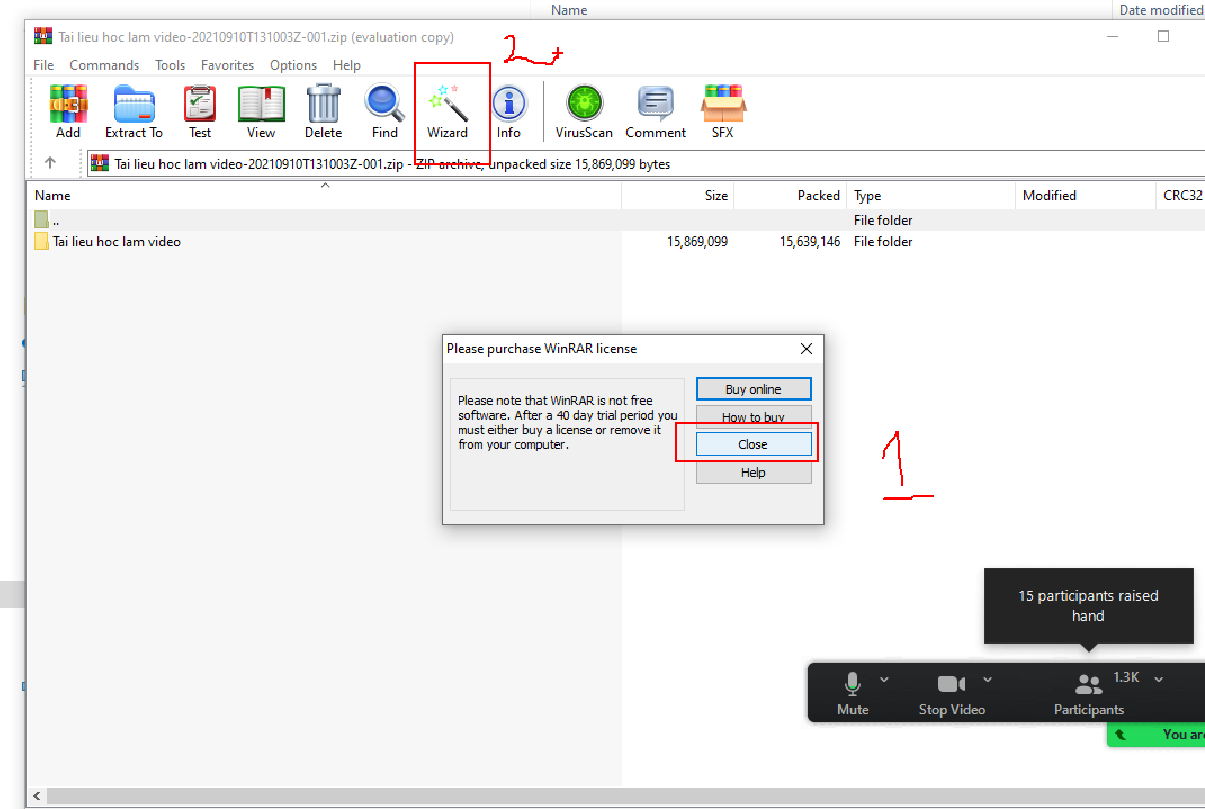 Name Date modified
Tai lieu hoc lam video-20210910T131003Z-001.zip (evaluation copy)
2
File Commands Tools Favorites Options Help
Add Extract To Test View Delete Find Wizard Info VirusScan Comment SFX
Tai lieu hoc lam video-20210910T131003Z-001.zip - ZIP archive, unpacked size 15,869,099 bytes
Name Size Packed Type Modified CRC32
.. File folder
Tai lieu hoc lam video 15,869,099 15,639,146 File folder
Please purchase WinRAR license
Please note that WinRAR is not free
software. After a 40 day trial period you
must either buy a license or remove it
from your computer.
Buy online
How to buy
Close
Help
1
15 participants raised
hand
1.3K
Mute Stop Video Participants
You are